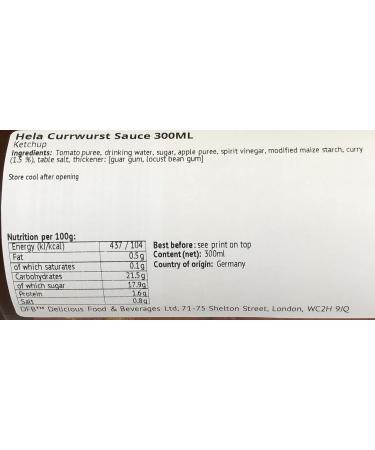 Hela Currwurst Sauce 300ML
Ketchup
Ingredients: Tomato puree, drinking water, sugar, apple puree, spirit vinegar, modified maize starch, curry
(1.5 %), table salt, thickener: [guar gum, locust bean gum]
Store cool after opening
Nutrition per 100g:
Energy (kJ/kcal) 437 / 104
Fat 0.5g
of which saturates 0.1g
Carbohydrates 21.5g
of which sugar 17.9g
Protein 1.6g
Salt 0.8g
Best before: see print on top
Content (net): 300ml
Country of origin: Germany
DFB™ Delicious Food & Beverages Ltd, 71-75 Shelton Street, London, WC2H 9JQ